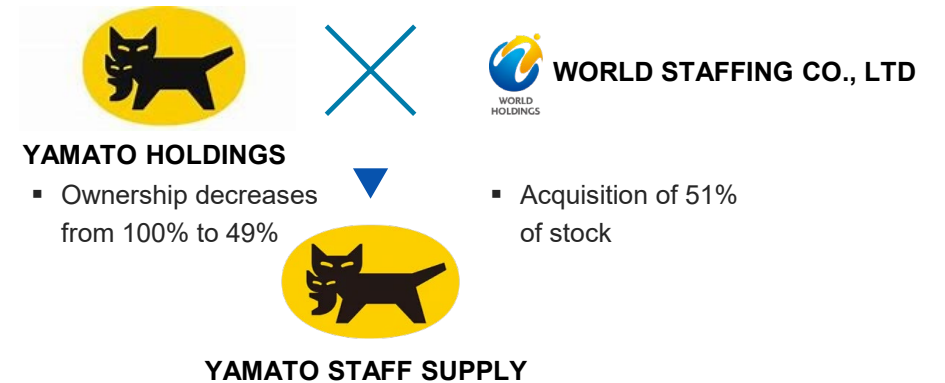 WORLD STAFFING CO., LTD
WORLD
HOLDINGS
YAMATO HOLDINGS
▪ Ownership decreases
from 100% to 49%
▪ Acquisition of 51%
of stock
YAMATO STAFF SUPPLY